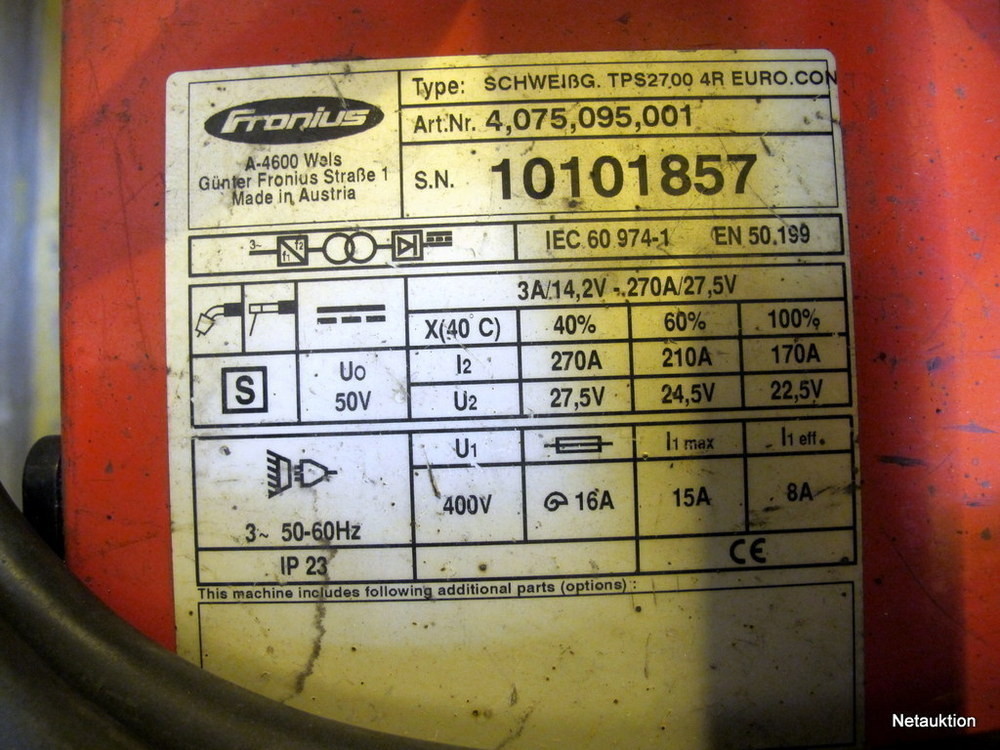 Fronius
A-4600 Wels
Günter Fronius Straße 1
Made in Austria
Type: SCHWEIßG. TPS2700 4R EURO.CON
Art.Nr. 4,075,095,001
S.N. 10101857
3~ f1 f2
IEC 60 974-1 EN 50.199
3A/14,2V - 270A/27,5V
X(40°C) 40% 60% 100%
S
U0
50V
I2 270A 210A 170A
U2 27,5V 24,5V 22,5V
U1 I1 max I1 eff.
400V 16A 15A 8A
3~ 50-60Hz
IP 23
CE
This machine includes following additional parts (options) :
Netauktion